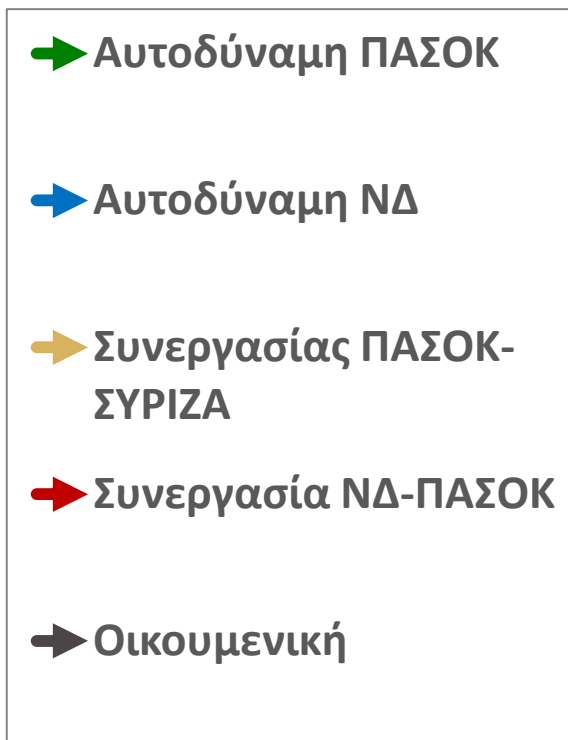 Αυτοδύναμη ΠΑΣΟΚ
Αυτοδύναμη ΝΔ
Συνεργασίας ΠΑΣΟΚ-
ΣΥΡΙΖΑ
Συνεργασία ΝΔ-ΠΑΣΟΚ
Οικουμενική